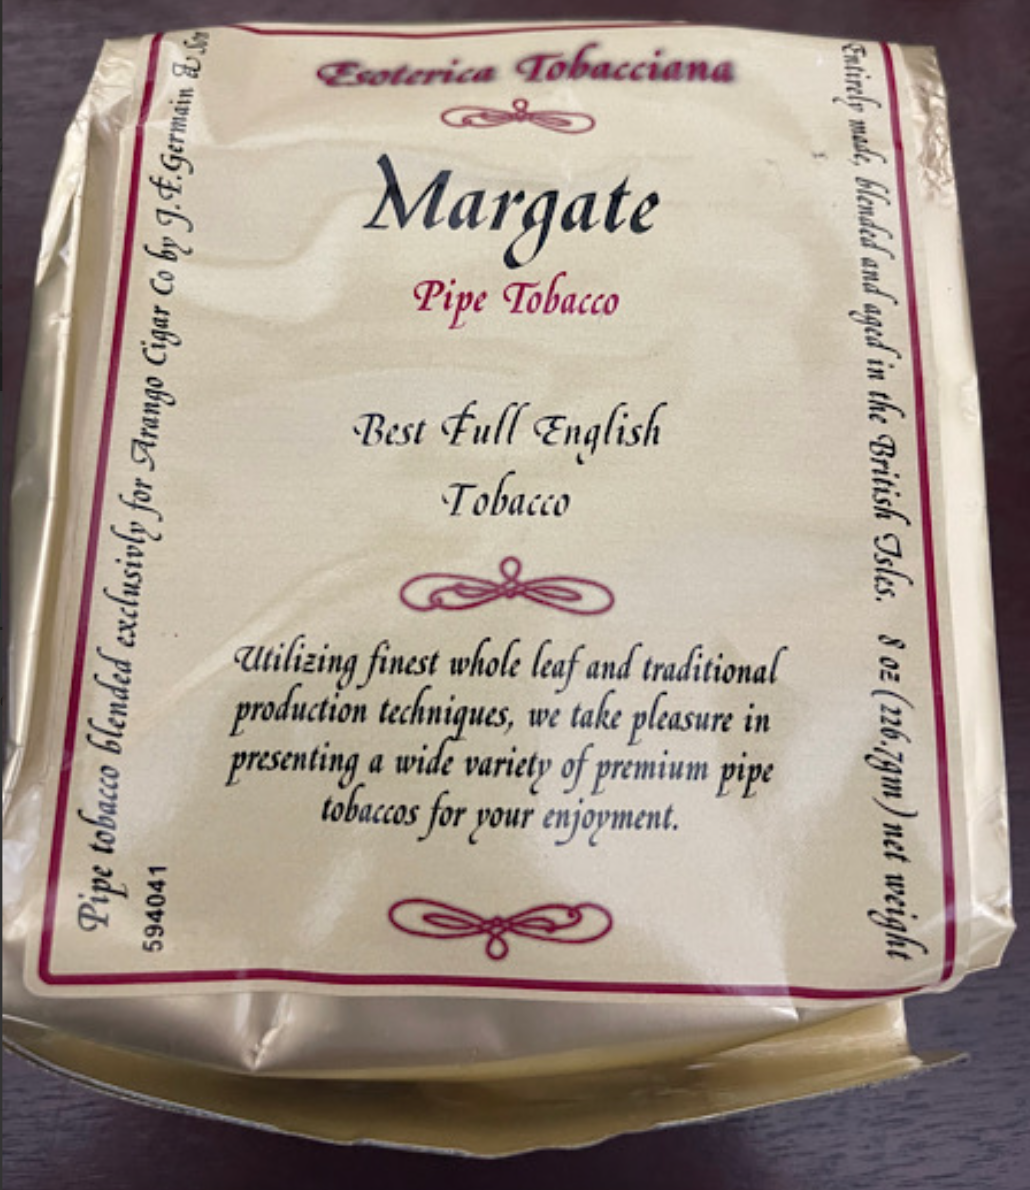 Esoterica Tobacciana
Margate
Pipe Tobacco
Best Full English
Tobacco
Utilizing finest whole leaf and traditional
production techniques, we take pleasure in
presenting a wide variety of premium pipe
tobaccos for your enjoyment.
Pipe tobacco blended exclusivly for Arango Cigar Co by J.F.Germain & Son
594041
Entirely made, blended and aged in the British Isles. 8 oz (226.7gm) net weight